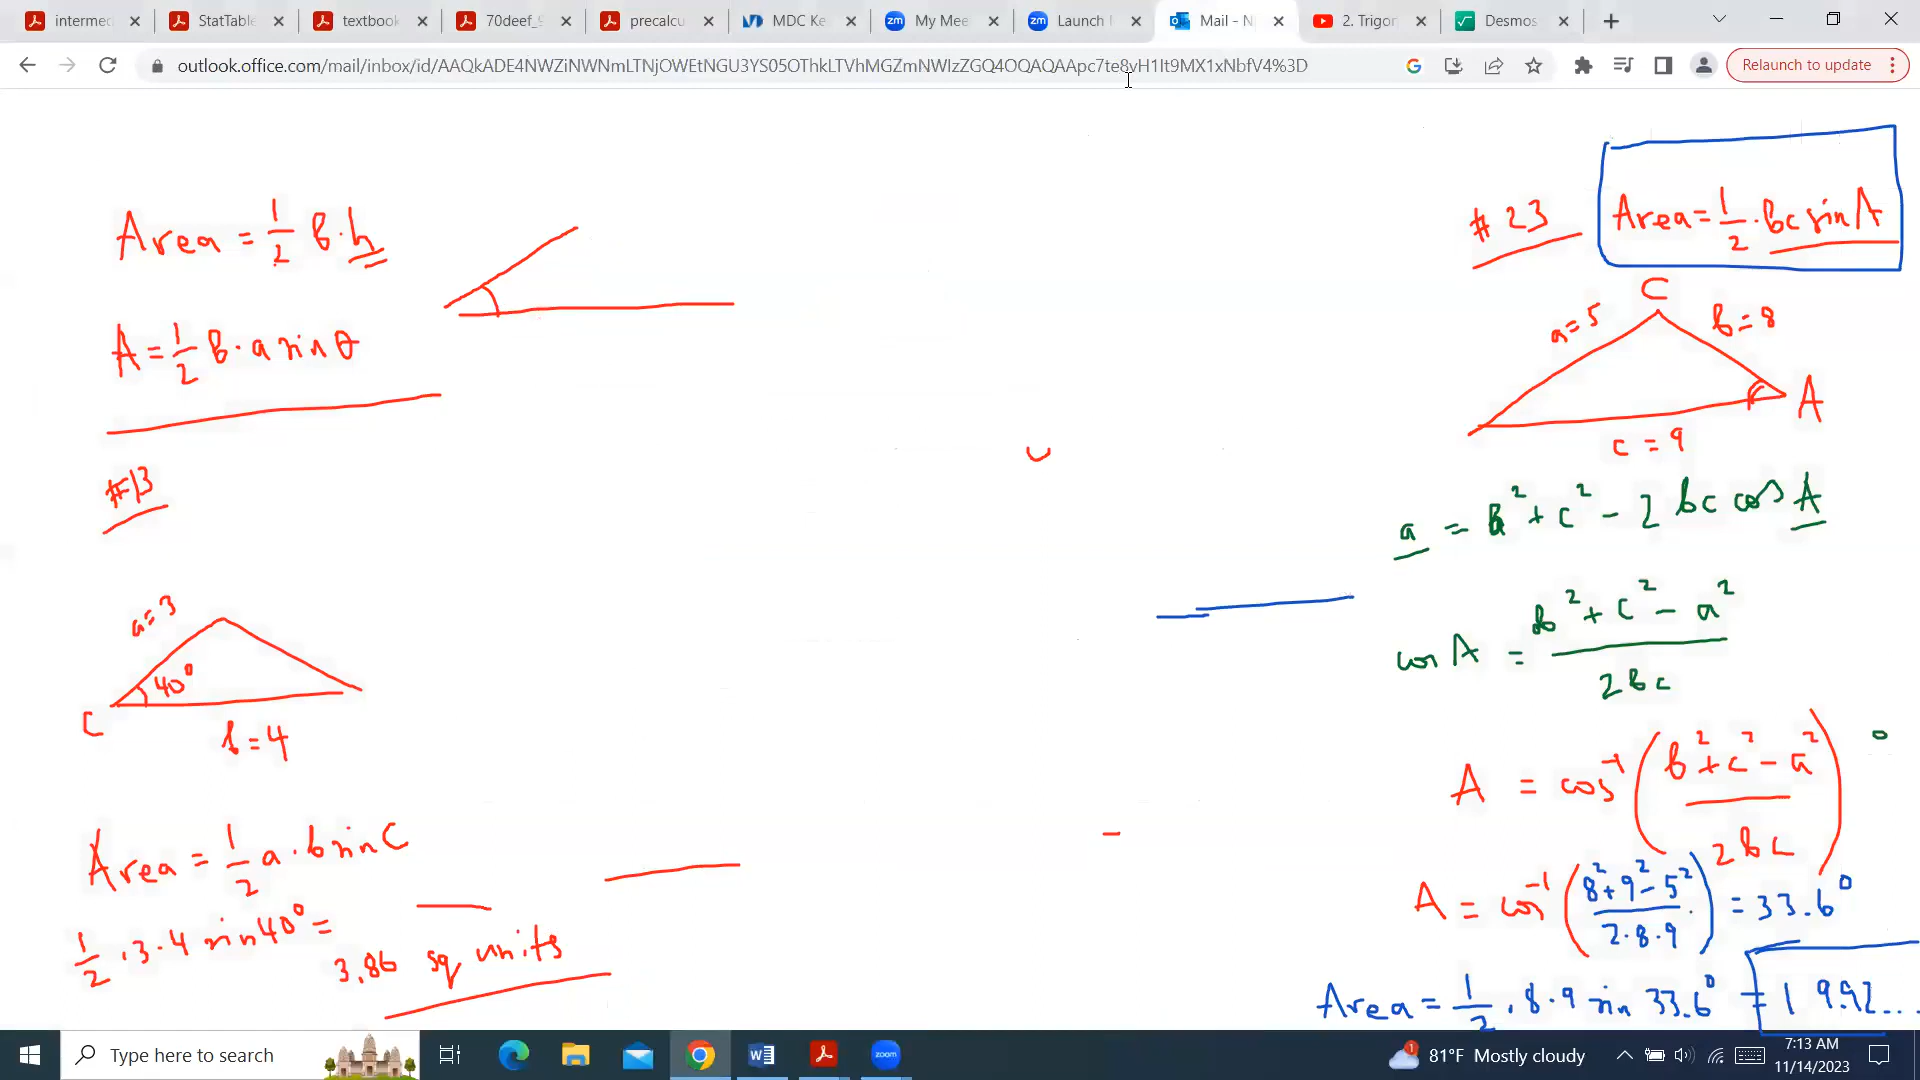 intermed
StatTable
textbook
70deef_9
precalcu
MDC Ke
My Mee
Launch
Mail - N
2. Trigon
Desmos
outlook.office.com/mail/inbox/id/AAQkADE4NWZiNWNmLTNjOWEtNGU3YS05OThkLTVhMGZmNWIzZGQ4OQAQAApc7te8yH1It9MX1xNbfV4%3D
Relaunch to update
Area = 1/2 b · h
A = 1/2 b · a sin θ
#13
a = 3
40°
C
b = 4
Area = 1/2 a · b sin C
1/2 · 3 · 4 sin 40° =
3.86 sq units
# 23
Area = 1/2 · bc sin A
C
a = 5
b = 8
A
c = 9
a = b² + c² - 2 bc cos A
cos A = b² + c² - a² / 2bc
A = cos⁻¹ (b² + c² - a² / 2bc)
A = cos⁻¹ (8² + 9² - 5² / 2·8·9) = 33.6°
Area = 1/2 · 8 · 9 sin 33.6° = 19.92...
Type here to search
zoom
1
81°F Mostly cloudy
7:13 AM
11/14/2023